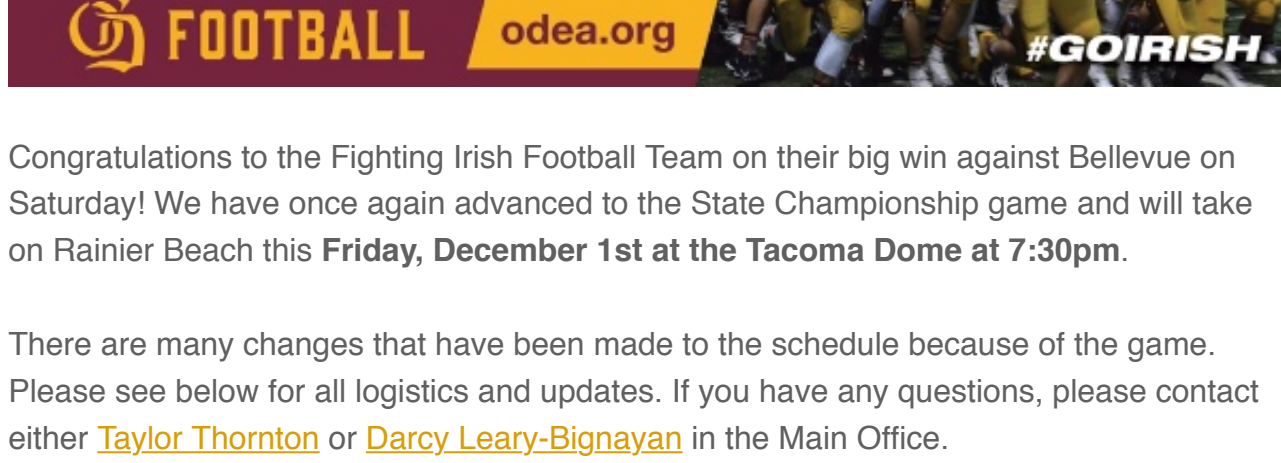 OD FOOTBALL odea.org
#GOIRISH
Congratulations to the Fighting Irish Football Team on their big win against Bellevue on
Saturday! We have once again advanced to the State Championship game and will take
on Rainier Beach this Friday, December 1st at the Tacoma Dome at 7:30pm.
There are many changes that have been made to the schedule because of the game.
Please see below for all logistics and updates. If you have any questions, please contact
either Taylor Thornton or Darcy Leary-Bignayan in the Main Office.